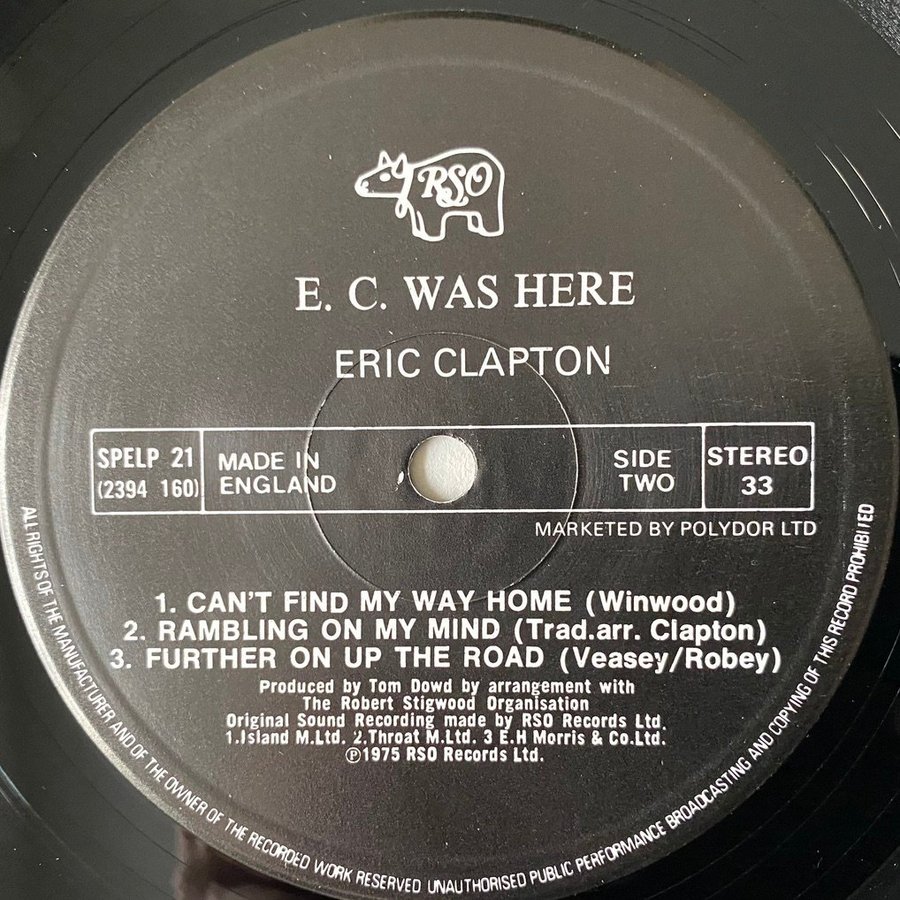 RSO
E. C. WAS HERE
ERIC CLAPTON
SPELP 21
(2394 160)
MADE IN
ENGLAND
SIDE
TWO
STEREO
33
MARKETED BY POLYDOR LTD
1. CAN'T FIND MY WAY HOME (Winwood)
2. RAMBLING ON MY MIND (Trad.arr. Clapton)
3. FURTHER ON UP THE ROAD (Veasey/Robey)
Produced by Tom Dowd by arrangement with
The Robert Stigwood Organisation
Original Sound Recording made by RSO Records Ltd.
1.Island M.Ltd. 2.Throat M.Ltd. 3 E.H Morris & Co.Ltd.
℗1975 RSO Records Ltd.
ALL RIGHTS OF THE MANUFACTURER AND OF THE OWNER OF THE RECORDED WORK RESERVED UNAUTHORISED PUBLIC PERFORMANCE BROADCASTING AND COPYING OF THIS RECORD PROHIBITED